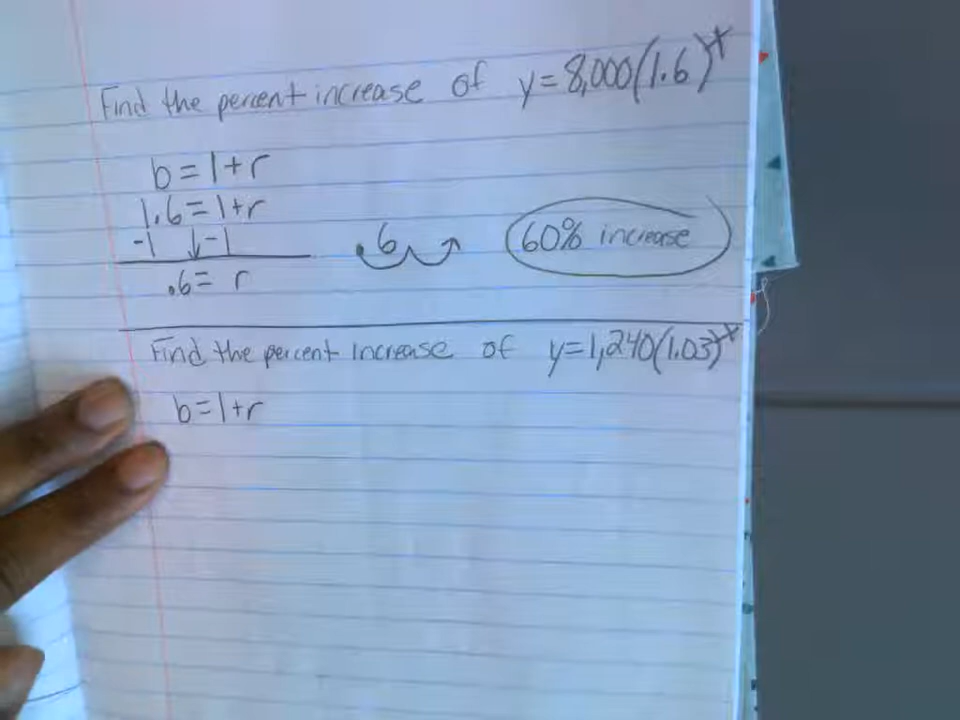 Find the percent increase of y=8,000(1.6)^x
b=1+r
1.6=1+r
-1 ↓-1
.6= r
.6
60% increase
Find the percent increase of y=1,240(1.03)^x
b=1+r